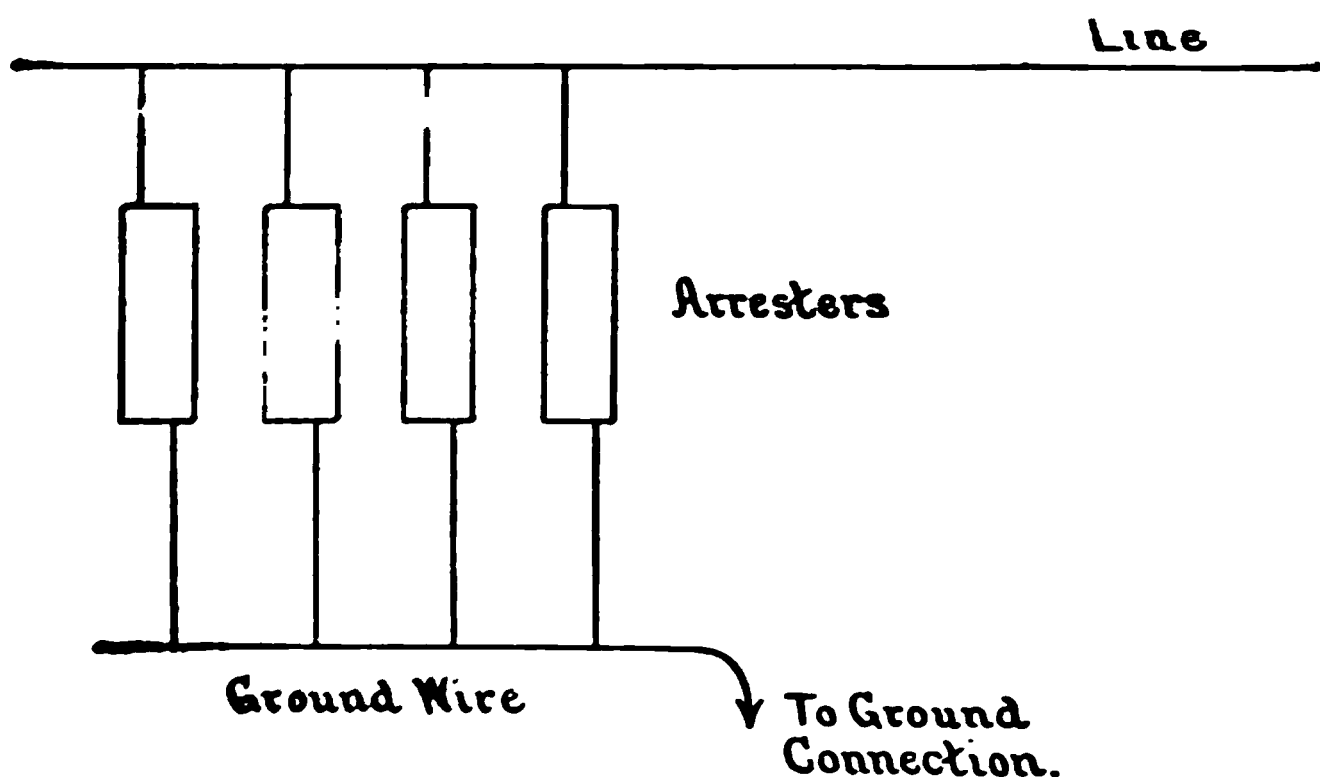 Line
Arresters
Ground Wire
To Ground
Connection.